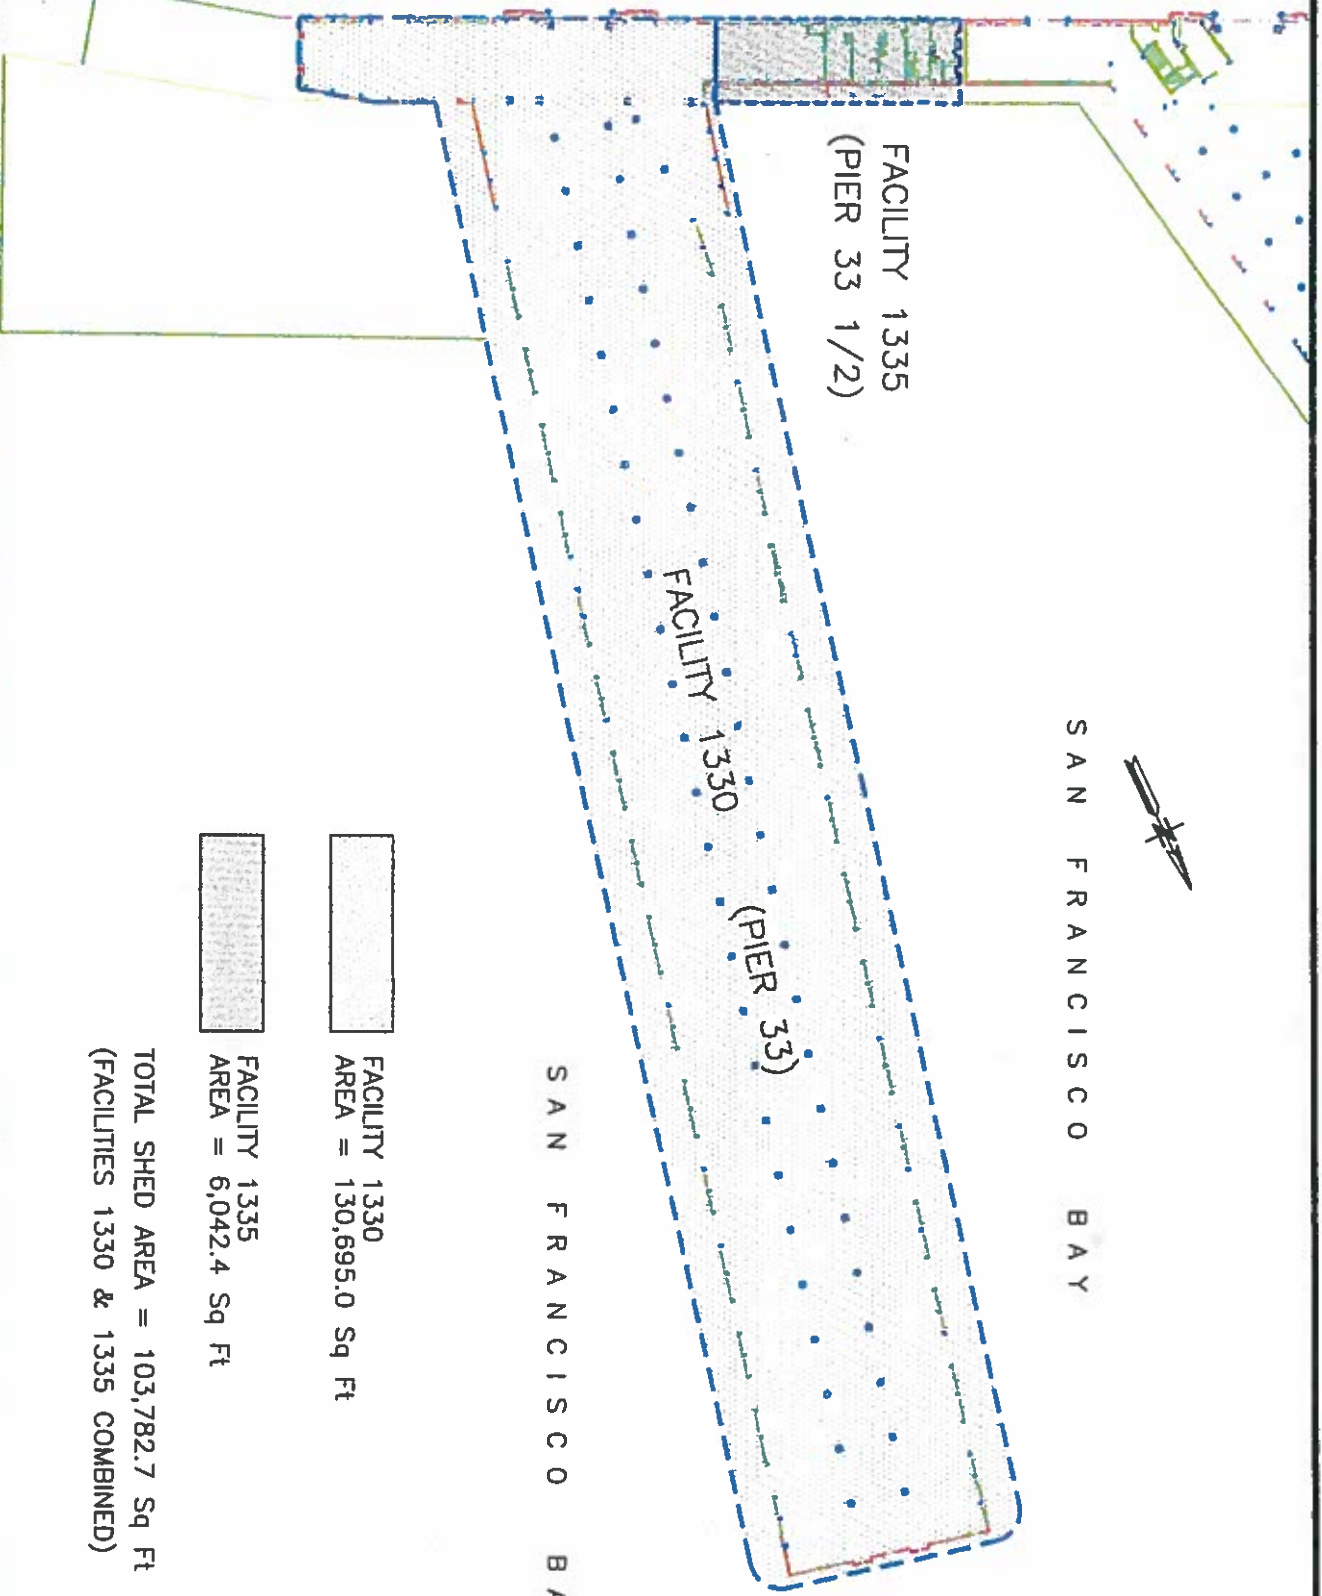 FACILITY 1335
(PIER 33 1/2)
SAN FRANCISCO BAY
FACILITY 1330
(PIER 33)
SAN FRANCISCO BA
FACILITY 1330
AREA = 130,695.0 Sq Ft
FACILITY 1335
AREA = 6,042.4 Sq Ft
TOTAL SHED AREA = 103,782.7 Sq Ft
(FACILITIES 1330 & 1335 COMBINED)